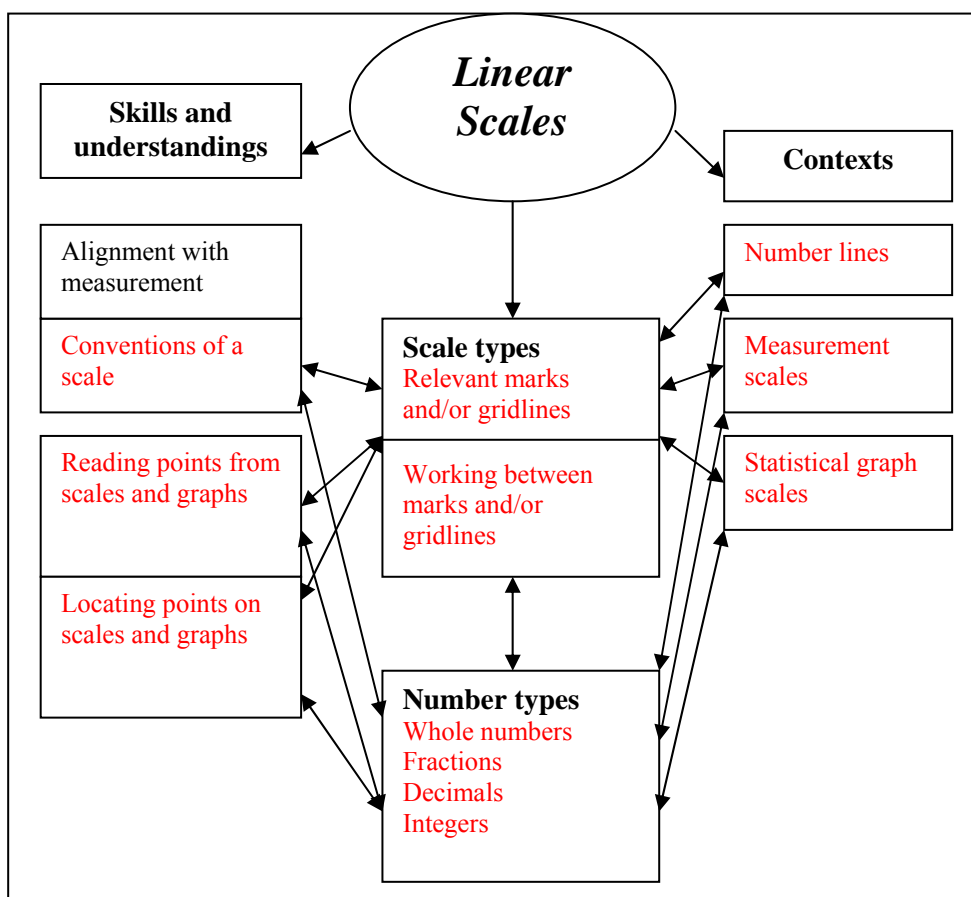 Linear
Scales
Skills and
understandings
Contexts
Alignment with
measurement
Conventions of a
scale
Reading points from
scales and graphs
Locating points on
scales and graphs
Scale types
Relevant marks
and/or gridlines
Working between
marks and/or
gridlines
Number types
Whole numbers
Fractions
Decimals
Integers
Number lines
Measurement
scales
Statistical graph
scales